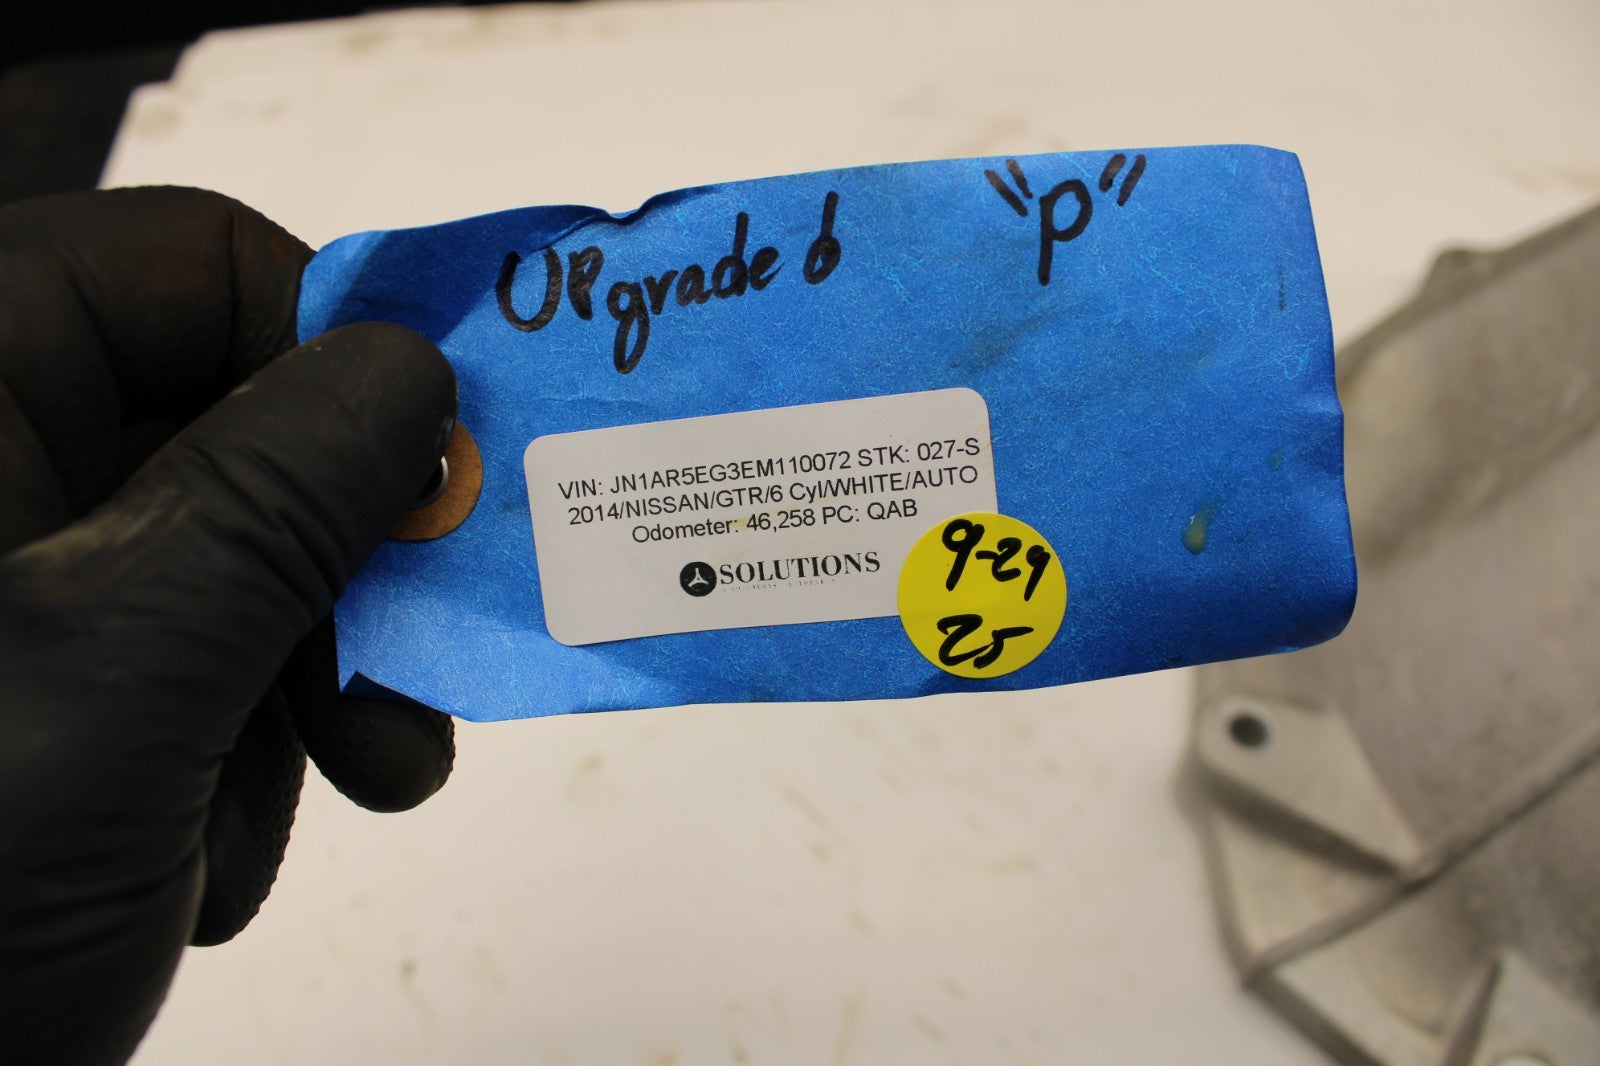 UPgrade d
"P"
VIN: JN1AR5EG3EM110072 STK: 027-S
2014/NISSAN/GTR/6 Cyl/WHITE/AUTO
Odometer: 46,258 PC: QAB
SOLUTIONS
9-29
25